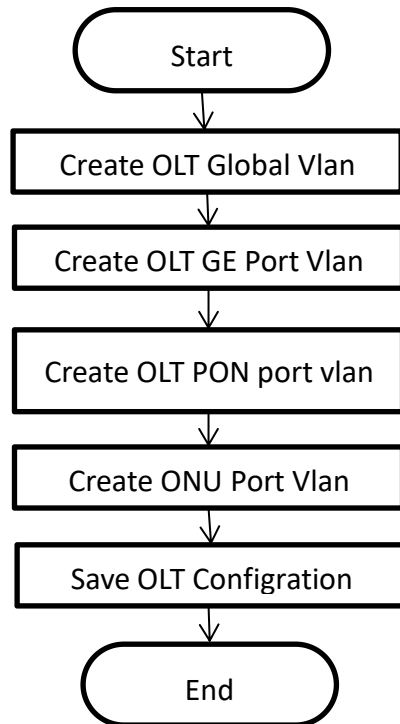 Start
Create OLT Global Vlan
Create OLT GE Port Vlan
Create OLT PON port vlan
Create ONU Port Vlan
Save OLT Configration
End